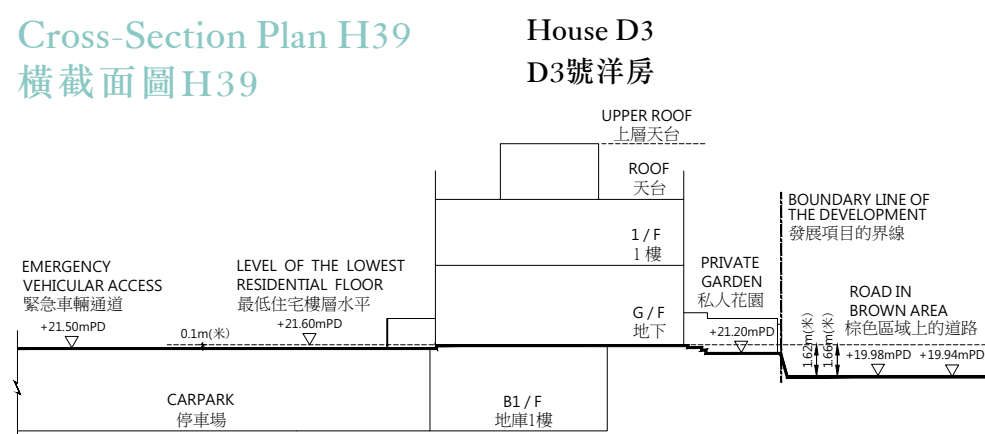 Cross-Section Plan H39
橫截面圖H39
House D3
D3號洋房
UPPER ROOF
上層天台
ROOF
天台
1 / F
1 樓
G / F
地下
BOUNDARY LINE OF
THE DEVELOPMENT
發展項目的界線
EMERGENCY
VEHICULAR ACCESS
緊急車輛通道
+21.50mPD
0.1m(米)
LEVEL OF THE LOWEST
RESIDENTIAL FLOOR
最低住宅樓層水平
+21.60mPD
PRIVATE
GARDEN
私人花園
+21.20mPD
1.62m(米)
1.66m(米)
ROAD IN
BROWN AREA
棕色區域上的道路
+19.98mPD
+19.94mPD
CARPARK
停車場
B1 / F
地庫1樓